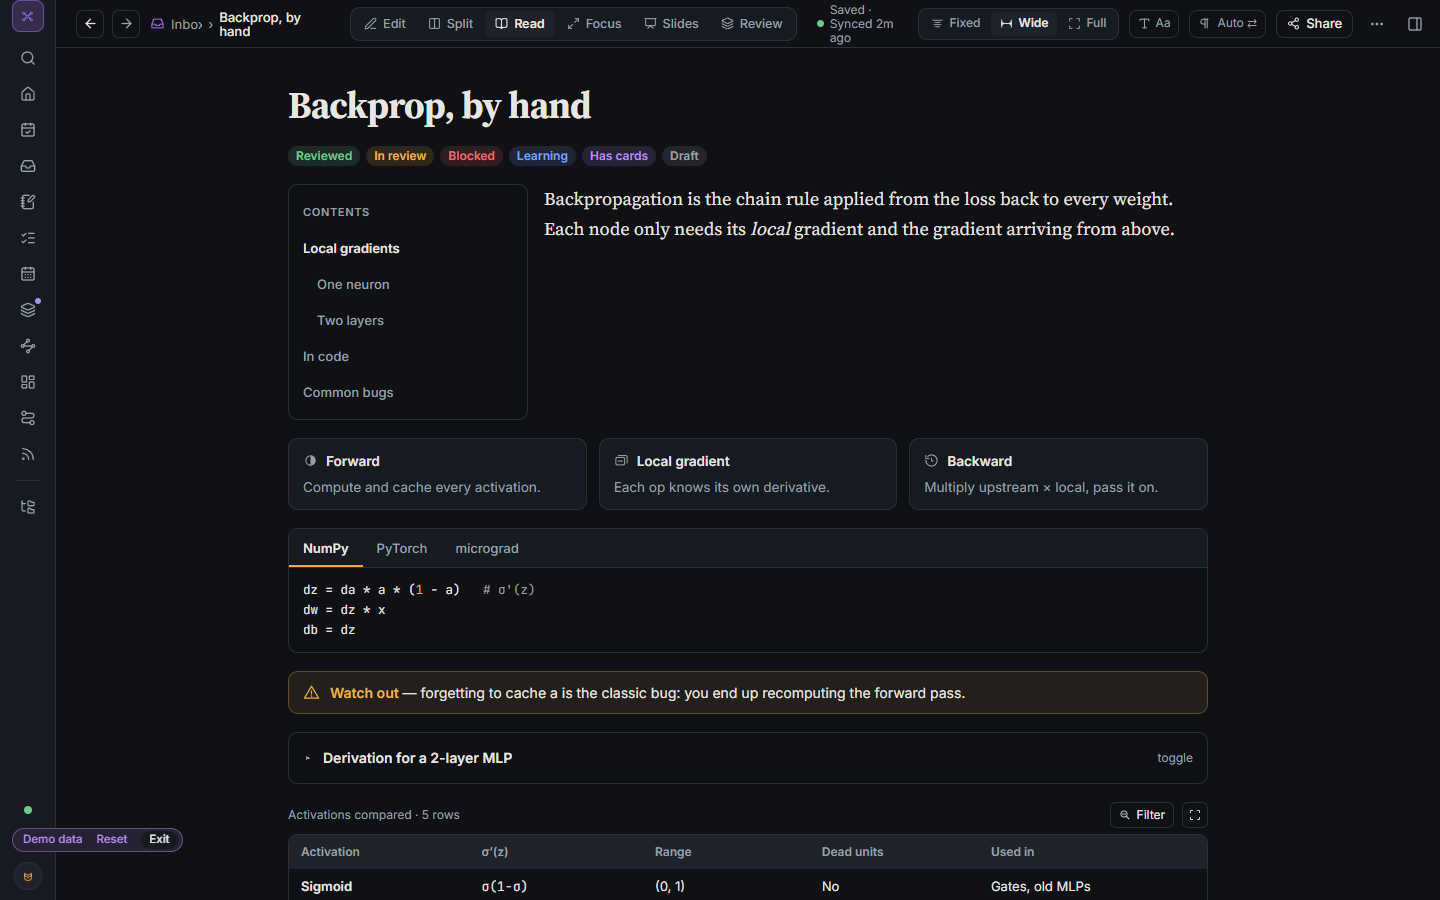 Inbox › Backprop, by hand
Edit
Split
Read
Focus
Slides
Review
Saved · Synced 2m ago
Fixed
Wide
Full
Aa
Auto ⇄
Share
Backprop, by hand
Reviewed
In review
Blocked
Learning
Has cards
Draft
CONTENTS
Local gradients
One neuron
Two layers
In code
Common bugs
Backpropagation is the chain rule applied from the loss back to every weight.
Each node only needs its local gradient and the gradient arriving from above.
Forward
Compute and cache every activation.
Local gradient
Each op knows its own derivative.
Backward
Multiply upstream × local, pass it on.
NumPy
PyTorch
micrograd
dz = da * a * (1 - a)   # σ'(z)
dw = dz * x
db = dz
Watch out — forgetting to cache a is the classic bug: you end up recomputing the forward pass.
Derivation for a 2-layer MLP
toggle
Activations compared · 5 rows
Filter
Activation
σ'(z)
Range
Dead units
Used in
Sigmoid
σ(1-σ)
(0, 1)
No
Gates, old MLPs
Demo data
Reset
Exit